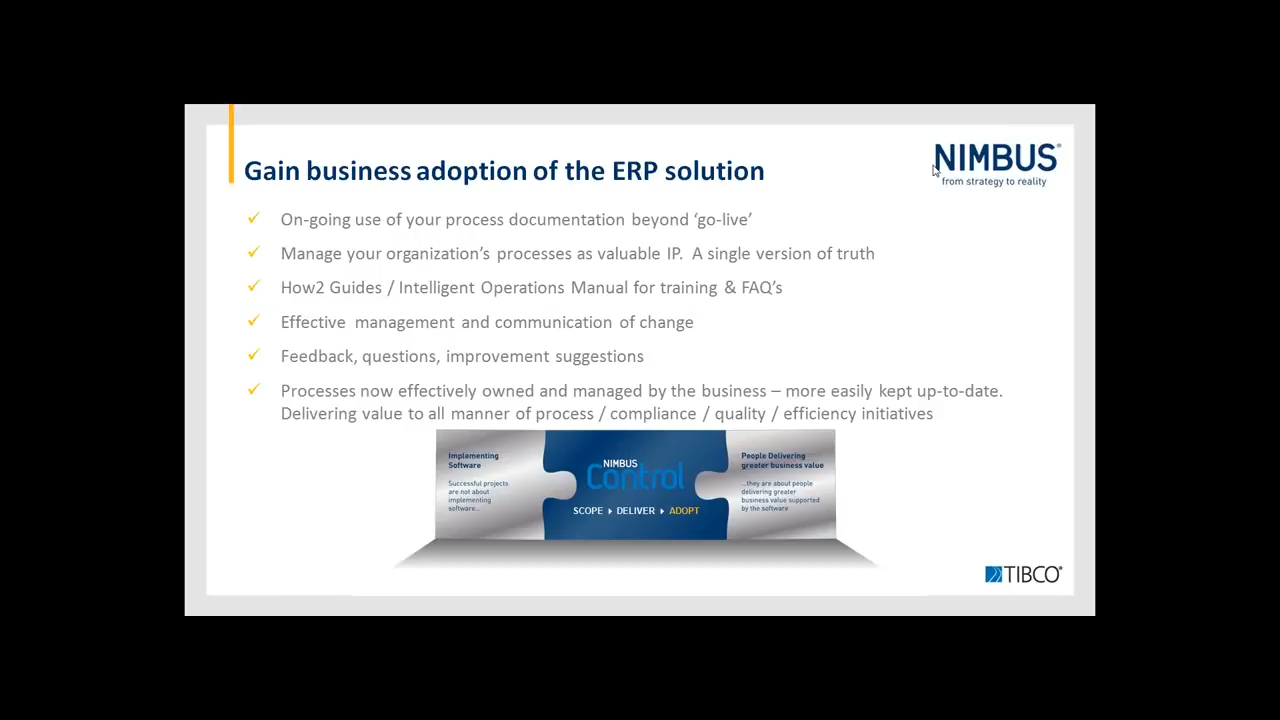 Gain business adoption of the ERP solution
NIMBUS®
from strategy to reality
On-going use of your process documentation beyond ‘go-live’
Manage your organization’s processes as valuable IP. A single version of truth
How2 Guides / Intelligent Operations Manual for training & FAQ’s
Effective management and communication of change
Feedback, questions, improvement suggestions
Processes now effectively owned and managed by the business – more easily kept up-to-date.
Delivering value to all manner of process / compliance / quality / efficiency initiatives
Implementing
Software
Successful projects
are not about
implementing
software...
NIMBUS
Control
SCOPE DELIVER ADOPT
People Delivering
greater business value
...they are about people
delivering greater
business value supported
by the software
TIBCO®